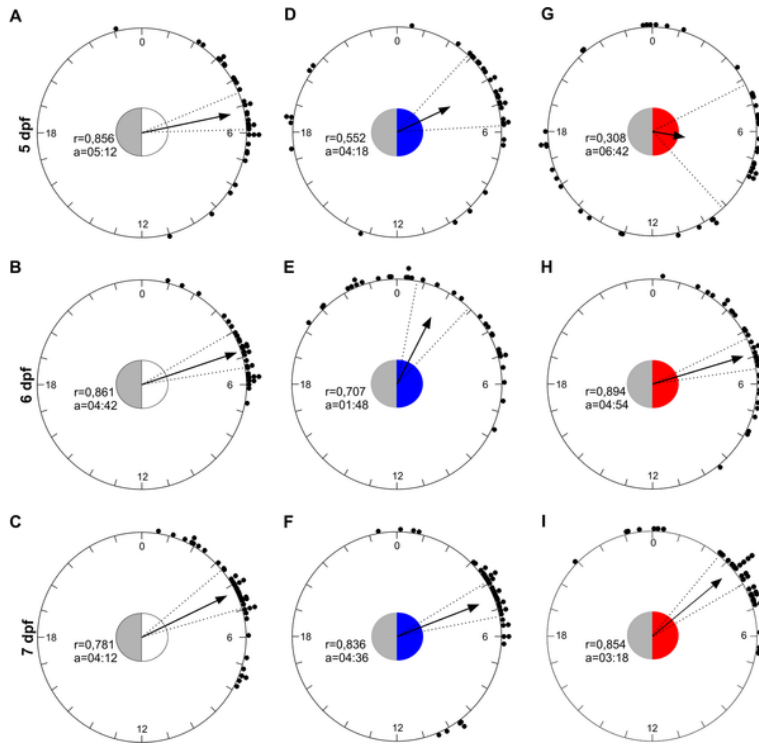 A
D
G
5 dpf
0
6
12
18
r=0,856
a=05:12
0
6
12
18
r=0,552
a=04:18
0
6
12
18
r=0,308
a=06:42
B
E
H
6 dpf
0
6
12
18
r=0,861
a=04:42
0
6
12
18
r=0,707
a=01:48
0
6
12
18
r=0,894
a=04:54
C
F
I
7 dpf
0
6
12
18
r=0,781
a=04:12
0
6
12
18
r=0,836
a=04:36
0
6
12
18
r=0,854
a=03:18